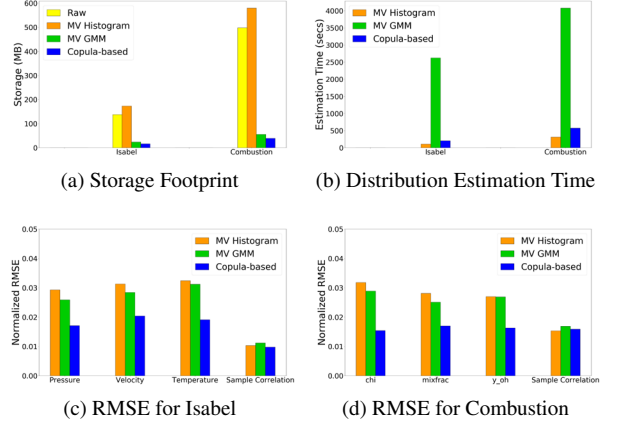 600
500
400
300
200
100
0
Storage (MB)
Raw
MV Histogram
MV GMM
Copula-based
Isabel
Combustion
(a) Storage Footprint
4000
3500
3000
2500
2000
1500
1000
500
0
Estimation Time (secs)
MV Histogram
MV GMM
Copula-based
Isabel
Combustion
(b) Distribution Estimation Time
0.05
0.04
0.03
0.02
0.01
0.00
Normalized RMSE
MV Histogram
MV GMM
Copula-based
Pressure
Velocity
Temperature
Sample Correlation
(c) RMSE for Isabel
0.05
0.04
0.03
0.02
0.01
0.00
Normalized RMSE
MV Histogram
MV GMM
Copula-based
chi
mixfrac
y_oh
Sample Correlation
(d) RMSE for Combustion